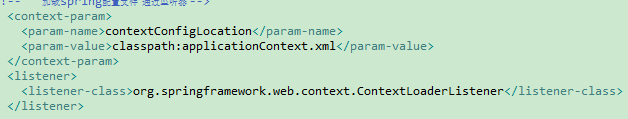 <!-- 加载spring配置文件 通过监听器 -->
<context-param>
<param-name>contextConfigLocation</param-name>
<param-value>classpath:applicationContext.xml</param-value>
</context-param>
<listener>
<listener-class>org.springframework.web.context.ContextLoaderListener</listener-class>
</listener>